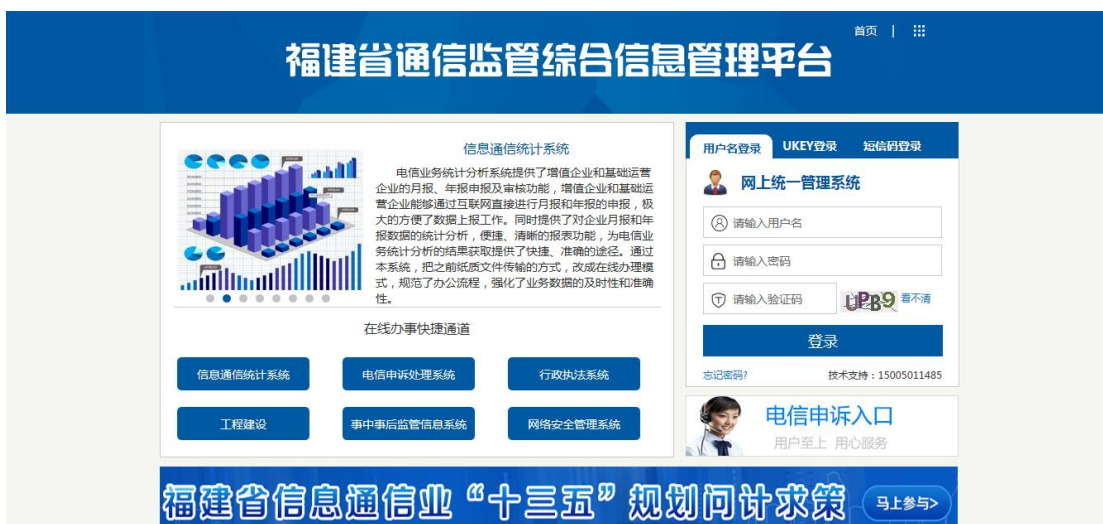 首页 |
福建省通信监管综合信息管理平台
信息通信统计系统
电信业务统计分析系统提供了增值企业和基础运营
企业的月报、年报申报及审核功能，增值企业和基础运
营企业能够通过互联网直接进行月报和年报的申报，极
大的方便了数据上报工作。同时提供了对企业月报和年
报数据的统计分析，便捷、清晰的报表功能，为电信业
务统计分析的结果获取提供了快捷、准确的途径。通过
本系统，把之前纸质文件传输的方式，改成在线办理模
式，规范了办公流程，强化了业务数据的及时性和准确
性。
在线办事快捷通道
信息通信统计系统 电信申诉处理系统 行政执法系统
工程建设 事中事后监管信息系统 网络安全管理系统
用户名登录 UKEY登录 短信码登录
网上统一管理系统
请输入用户名
请输入密码
请输入验证码 UPB9 看不清
登录
忘记密码? 技术支持：15005011485
电信申诉入口
用户至上 用心服务
福建省信息通信业“十三五”规划问计求策 马上参与>